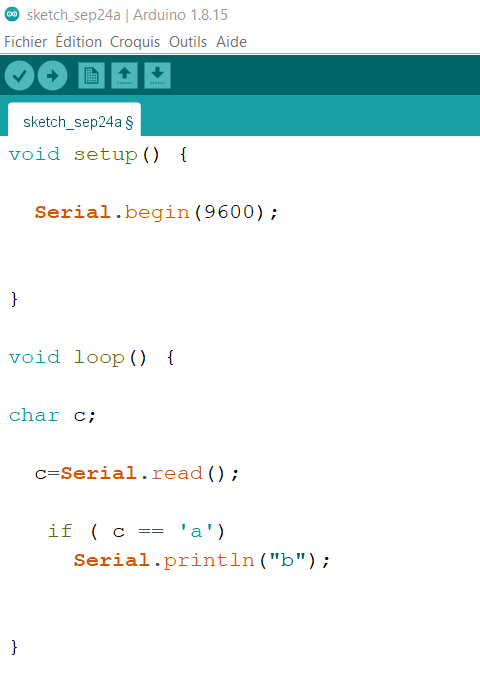 sketch_sep24a | Arduino 1.8.15
Fichier Édition Croquis Outils Aide
sketch_sep24a §
void setup() {
Serial.begin(9600);
}
void loop() {
char c;
c=Serial.read();
if ( c == 'a')
Serial.println("b");
}